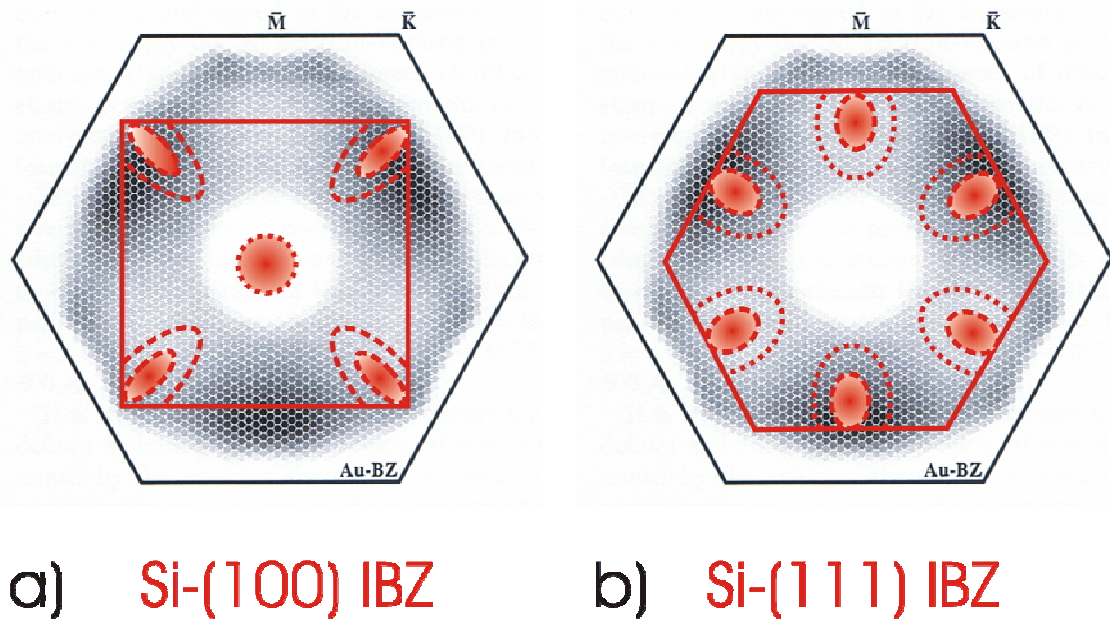 M̄ K̄ M̄ K̄
Au-BZ Au-BZ
a) Si-(100) IBZ b) Si-(111) IBZ